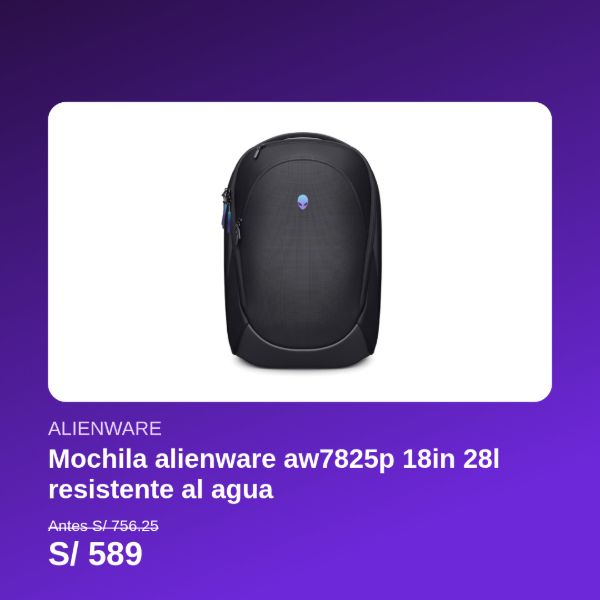 ALIENWARE
Mochila alienware aw7825p 18in 28l
resistente al agua
Antes S/ 756.25
S/ 589